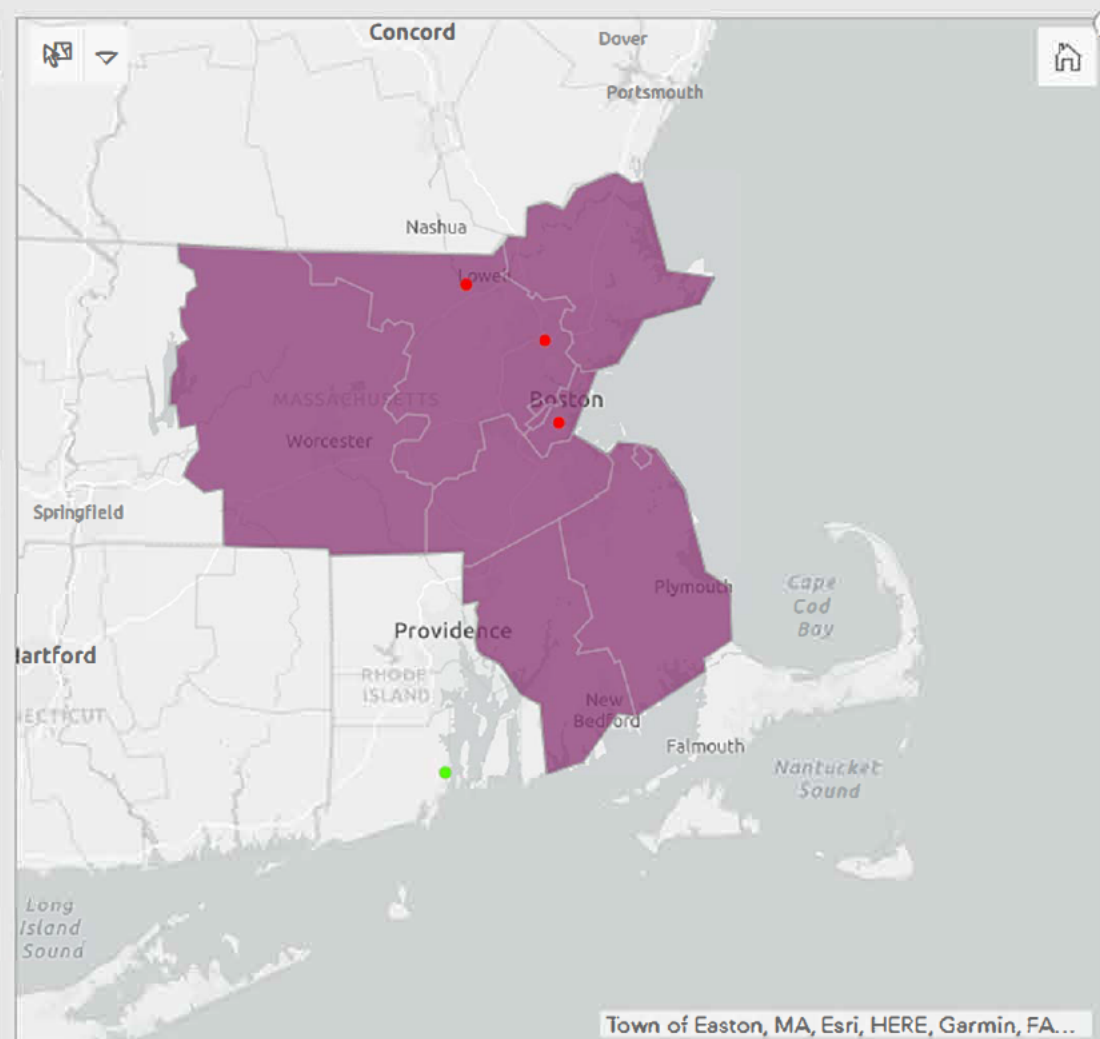 Concord
Dover
Portsmouth
Nashua
Lowell
Boston
MASSACHUSETTS
Worcester
Springfield
Plymouth
Cape
Cod
Bay
Providence
RHODE
ISLAND
New
Bedford
Falmouth
Nantucket
Sound
Hartford
NECTICUT
Long
Island
Sound
Town of Easton, MA, Esri, HERE, Garmin, FA...